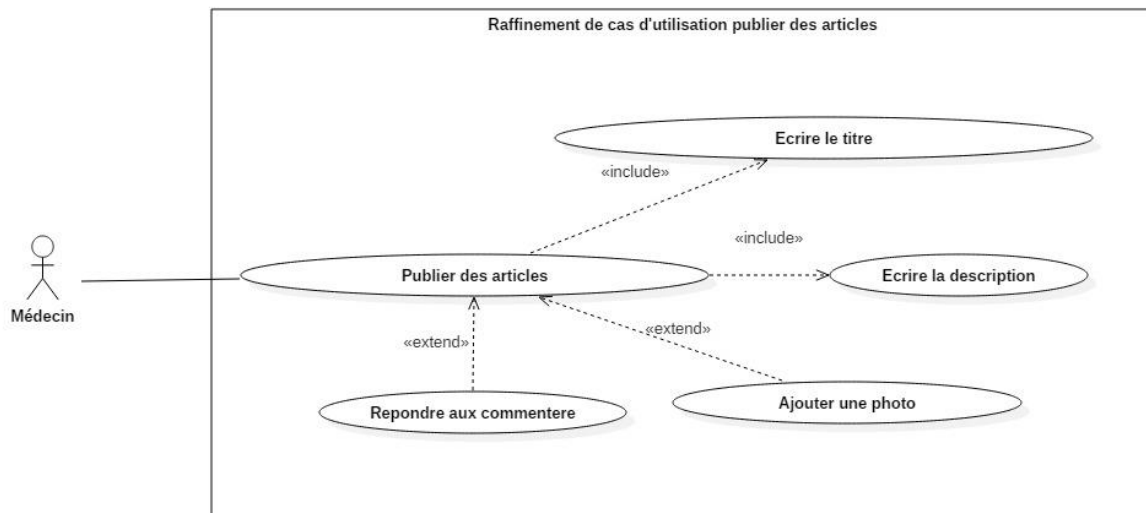 Raffinement de cas d'utilisation publier des articles
Ecrire le titre
«include»
«include»
Publier des articles
Ecrire la description
Médecin
«extend»
«extend»
Repondre aux commentere
Ajouter une photo